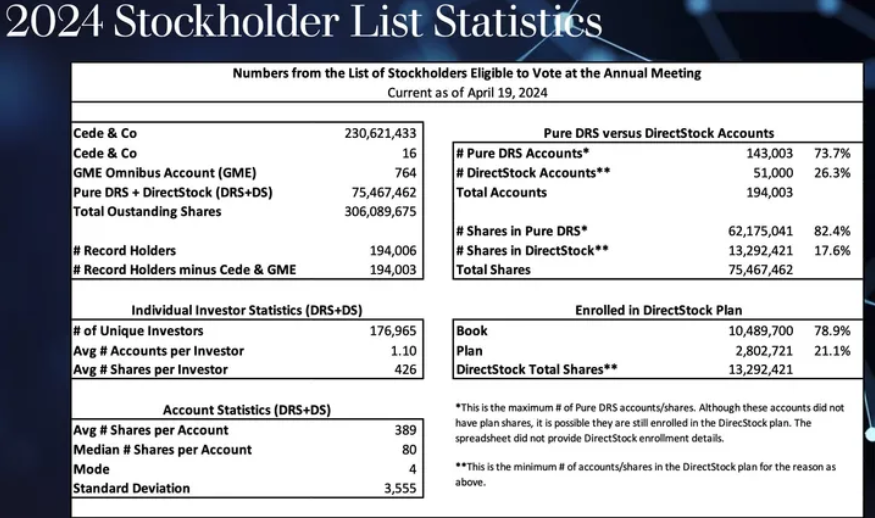 2024 Stockholder List Statistics
Numbers from the List of Stockholders Eligible to Vote at the Annual Meeting
Current as of April 19, 2024
Cede & Co 230,621,433
Cede & Co 16
GME Omnibus Account (GME) 764
Pure DRS + DirectStock (DRS+DS) 75,467,462
Total Oustanding Shares 306,089,675
# Record Holders 194,006
# Record Holders minus Cede & GME 194,003
Individual Investor Statistics (DRS+DS)
# of Unique Investors 176,965
Avg # Accounts per Investor 1.10
Avg # Shares per Investor 426
Account Statistics (DRS+DS)
Avg # Shares per Account 389
Median # Shares per Account 80
Mode 4
Standard Deviation 3,555
Pure DRS versus DirectStock Accounts
# Pure DRS Accounts* 143,003 73.7%
# DirectStock Accounts** 51,000 26.3%
Total Accounts 194,003
# Shares in Pure DRS* 62,175,041 82.4%
# Shares in DirectStock** 13,292,421 17.6%
Total Shares 75,467,462
Enrolled in DirectStock Plan
Book 10,489,700 78.9%
Plan 2,802,721 21.1%
DirectStock Total Shares** 13,292,421
*This is the maximum # of Pure DRS accounts/shares. Although these accounts did not
have plan shares, it is possible they are still enrolled in the DirecStock plan. The
spreadsheet did not provide DirectStock enrollment details.
**This is the minimum # of accounts/shares in the DirectStock plan for the reason as
above.